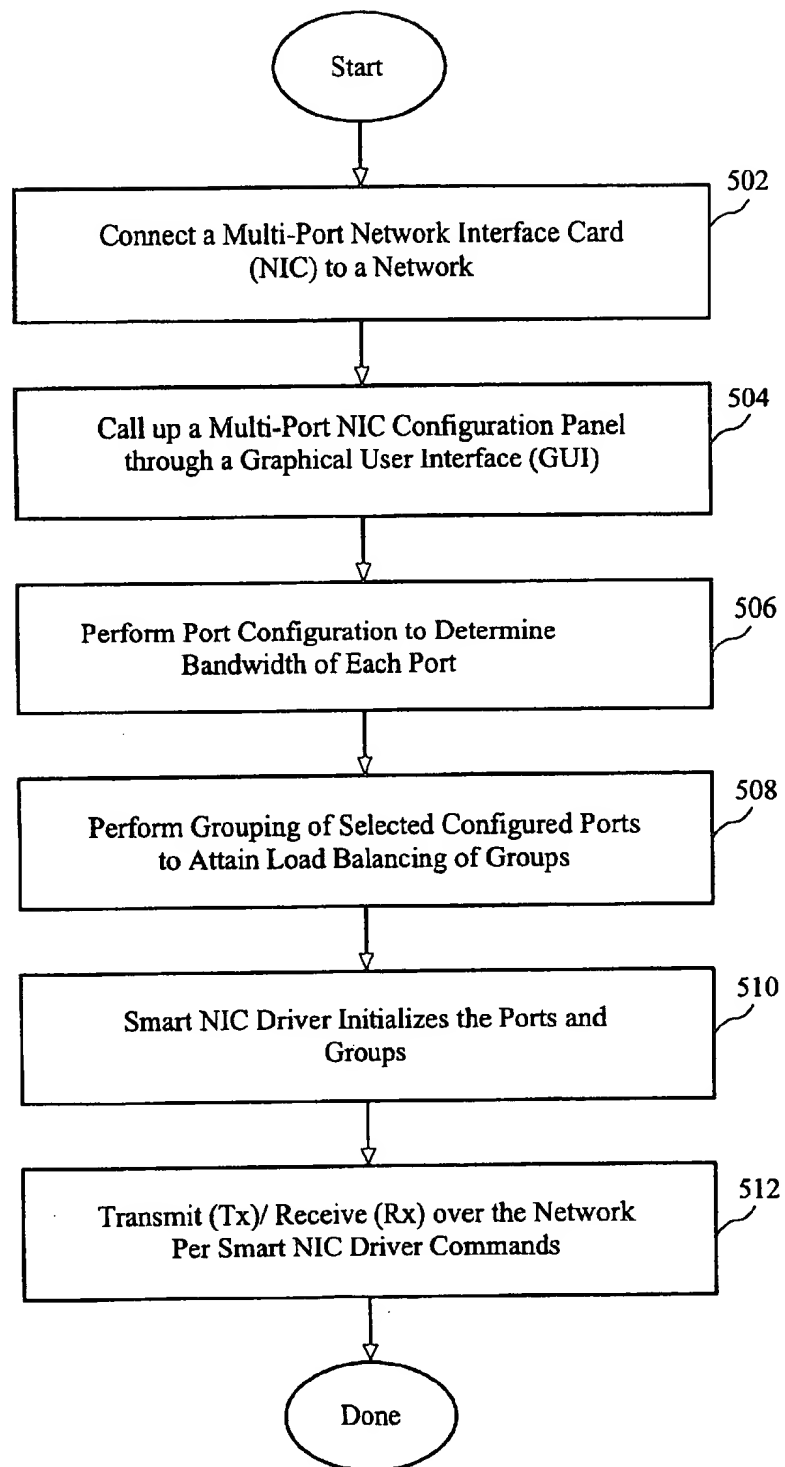 Start
502
Connect a Multi-Port Network Interface Card
(NIC) to a Network
504
Call up a Multi-Port NIC Configuration Panel
through a Graphical User Interface (GUI)
506
Perform Port Configuration to Determine
Bandwidth of Each Port
508
Perform Grouping of Selected Configured Ports
to Attain Load Balancing of Groups
510
Smart NIC Driver Initializes the Ports and
Groups
512
Transmit (Tx)/ Receive (Rx) over the Network
Per Smart NIC Driver Commands
Done